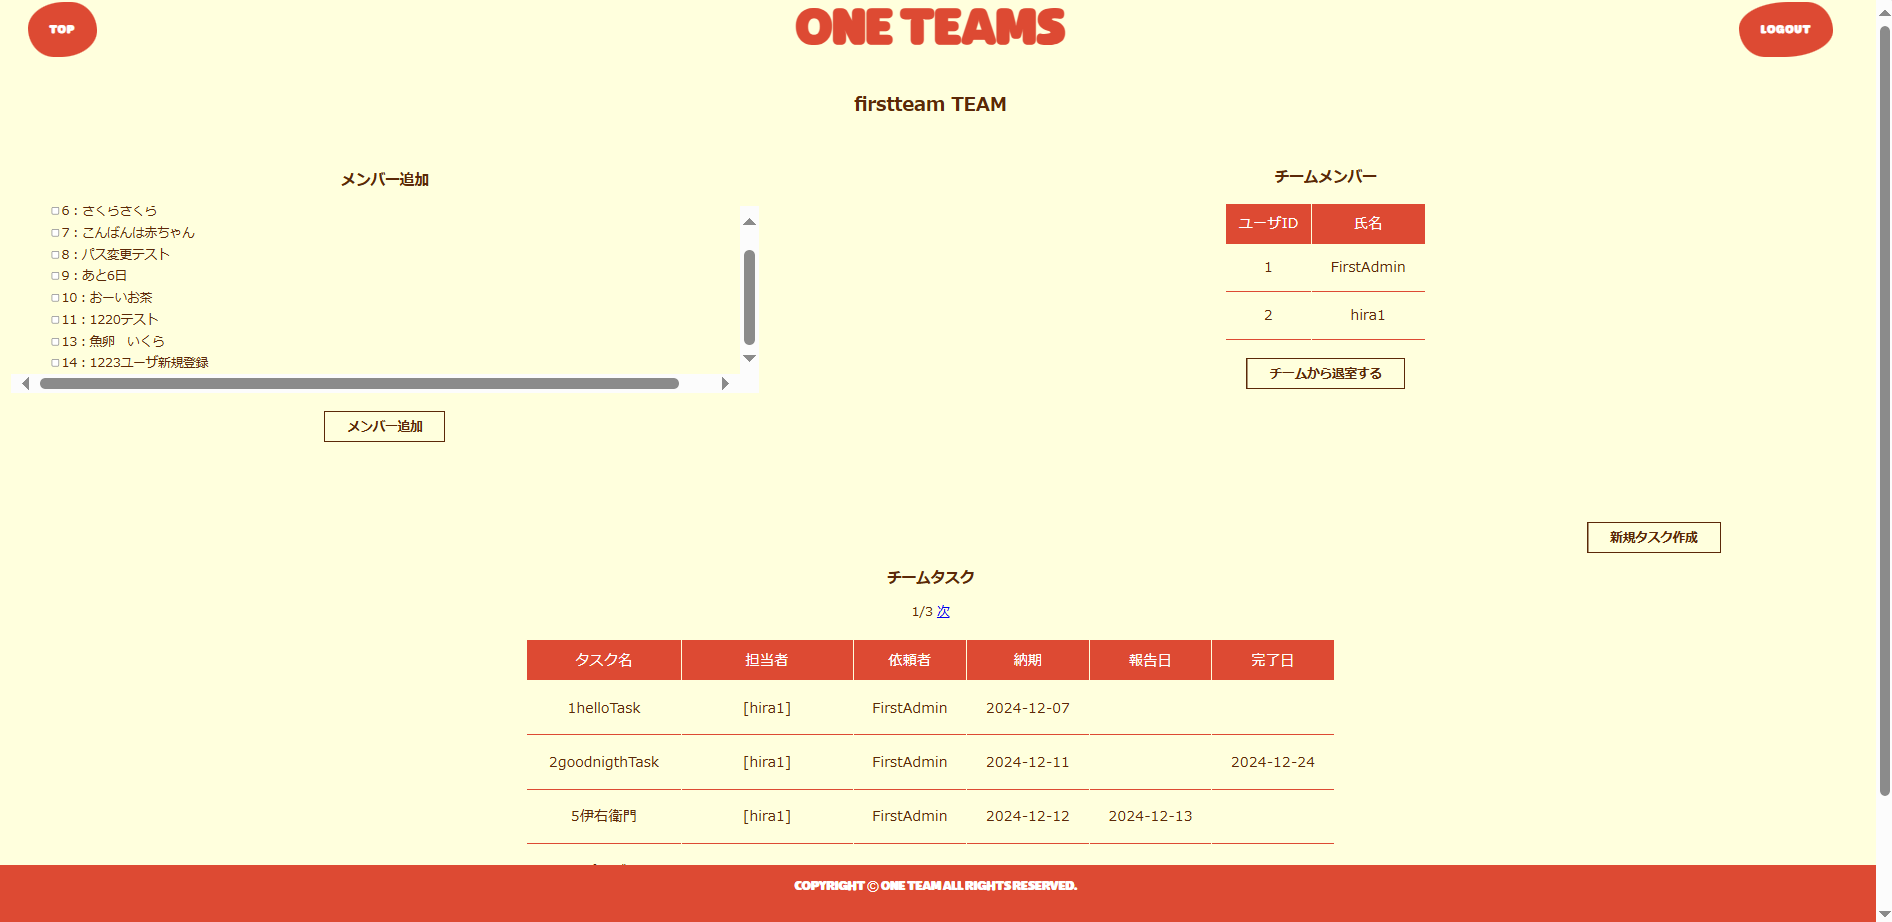 TOP
ONE TEAMS
LOGOUT
firstteam TEAM
メンバー追加
6：さくらさくら
7：こんばんは赤ちゃん
8：パス変更テスト
9：あと6日
10：おーいお茶
11：1220テスト
13：魚卵　いくら
14：1223ユーザ新規登録
メンバー追加
チームメンバー
ユーザID 氏名
1 FirstAdmin
2 hira1
チームから退室する
新規タスク作成
チームタスク
1/3 次
タスク名 担当者 依頼者 納期 報告日 完了日
1helloTask [hira1] FirstAdmin 2024-12-07
2goodnigthTask [hira1] FirstAdmin 2024-12-11 2024-12-24
5伊右衛門 [hira1] FirstAdmin 2024-12-12 2024-12-13
COPYRIGHT © ONE TEAM ALL RIGHTS RESERVED.